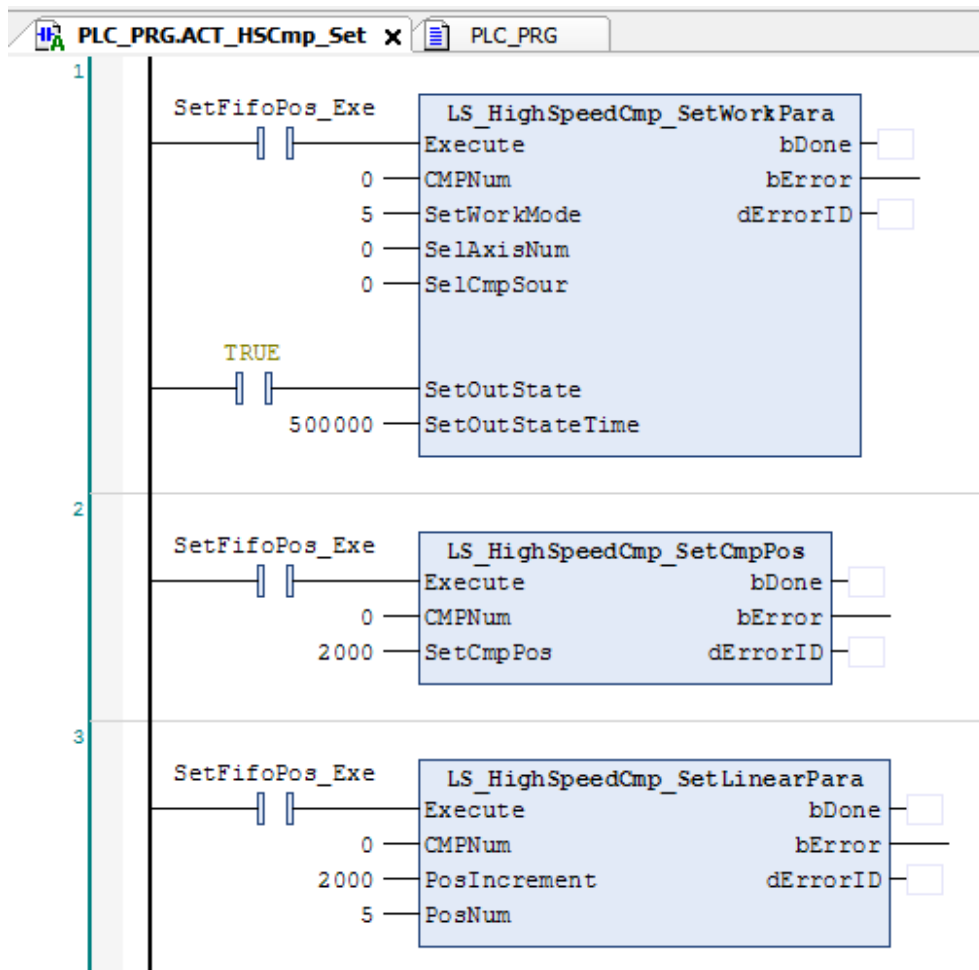 PLC_PRG.ACT_HSCmp_Set x PLC_PRG
1
SetFifoPos_Exe
LS_HighSpeedCmp_SetWorkPara
Execute bDone
0 CMPNum bError
5 SetWorkMode dErrorID
0 SelAxisNum
0 SelCmpSour
TRUE
SetOutState
500000 SetOutStateTime
2
SetFifoPos_Exe
LS_HighSpeedCmp_SetCmpPos
Execute bDone
0 CMPNum bError
2000 SetCmpPos dErrorID
3
SetFifoPos_Exe
LS_HighSpeedCmp_SetLinearPara
Execute bDone
0 CMPNum bError
2000 PosIncrement dErrorID
5 PosNum